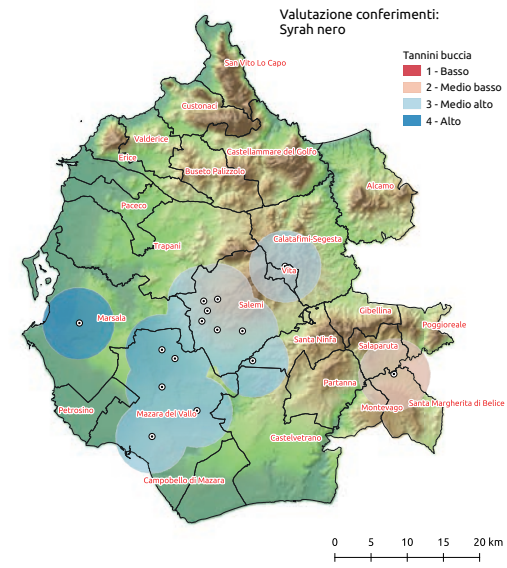 Valutazione conferimenti:
Syrah nero
Tannini buccia
1 - Basso
2 - Medio basso
3 - Medio alto
4 - Alto
San Vito Lo Capo
Custonaci
Valderice
Erice
Castellammare del Golfo
Buseto Palizzolo
Alcamo
Paceco
Trapani
Calatafimi-Segesta
Vita
Salemi
Marsala
Gibellina
Poggioreale
Santa Ninfa
Salaparuta
Partanna
Petrosino
Mazara del Vallo
Montevago
Santa Margherita di Belice
Castelvetrano
Campobello di Mazara
0 5 10 15 20 km